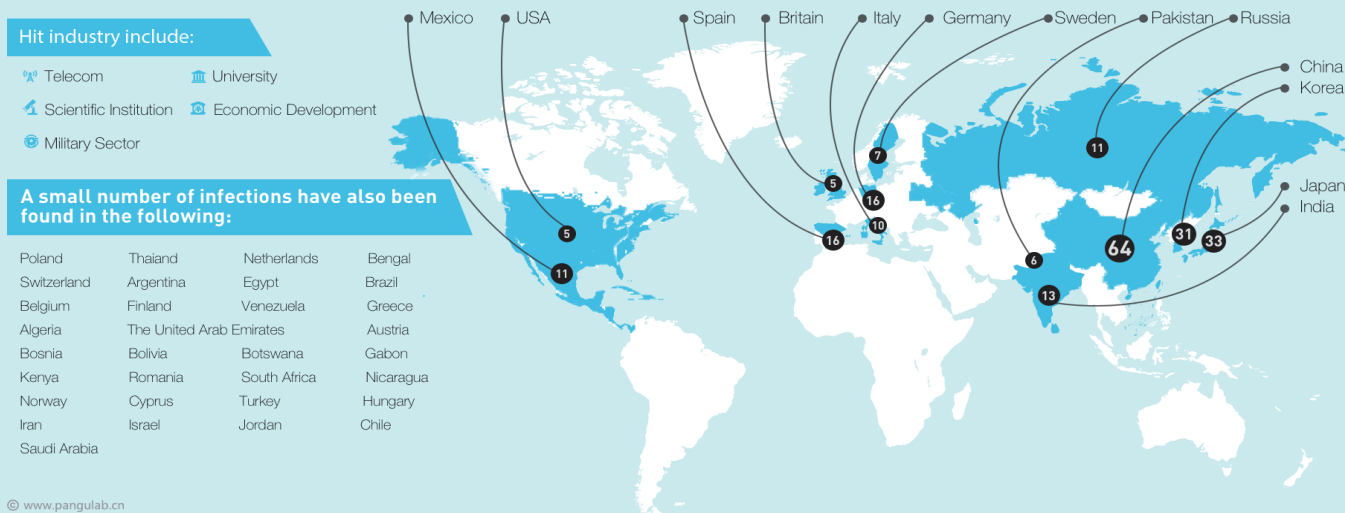 Hit industry include:
Telecom
University
Scientific Institution
Economic Development
Military Sector
A small number of infections have also been
found in the following:
Poland Thaiand Netherlands Bengal
Switzerland Argentina Egypt Brazil
Belgium Finland Venezuela Greece
Algeria The United Arab Emirates Austria
Bosnia Bolivia Botswana Gabon
Kenya Romania South Africa Nicaragua
Norway Cyprus Turkey Hungary
Iran Israel Jordan Chile
Saudi Arabia
© www.pangulab.cn
Mexico USA Spain Britain Italy Germany Sweden Pakistan Russia
China
Korea
Japan
India
11
7
5
16
10
16
5
11
31
33
64
6
13